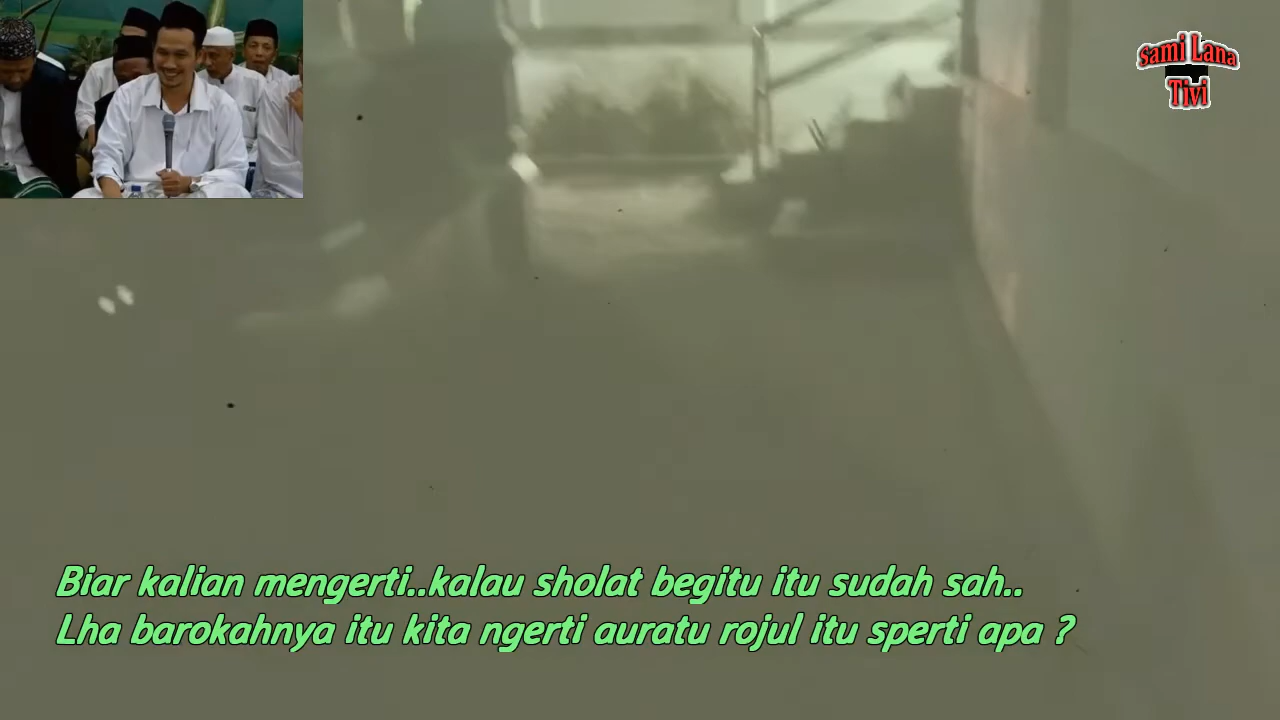 Sami Lana
Tivi
Biar kalian mengerti..kalau sholat begitu itu sudah sah..
Lha barokahnya itu kita ngerti auratu rojul itu sperti apa ?